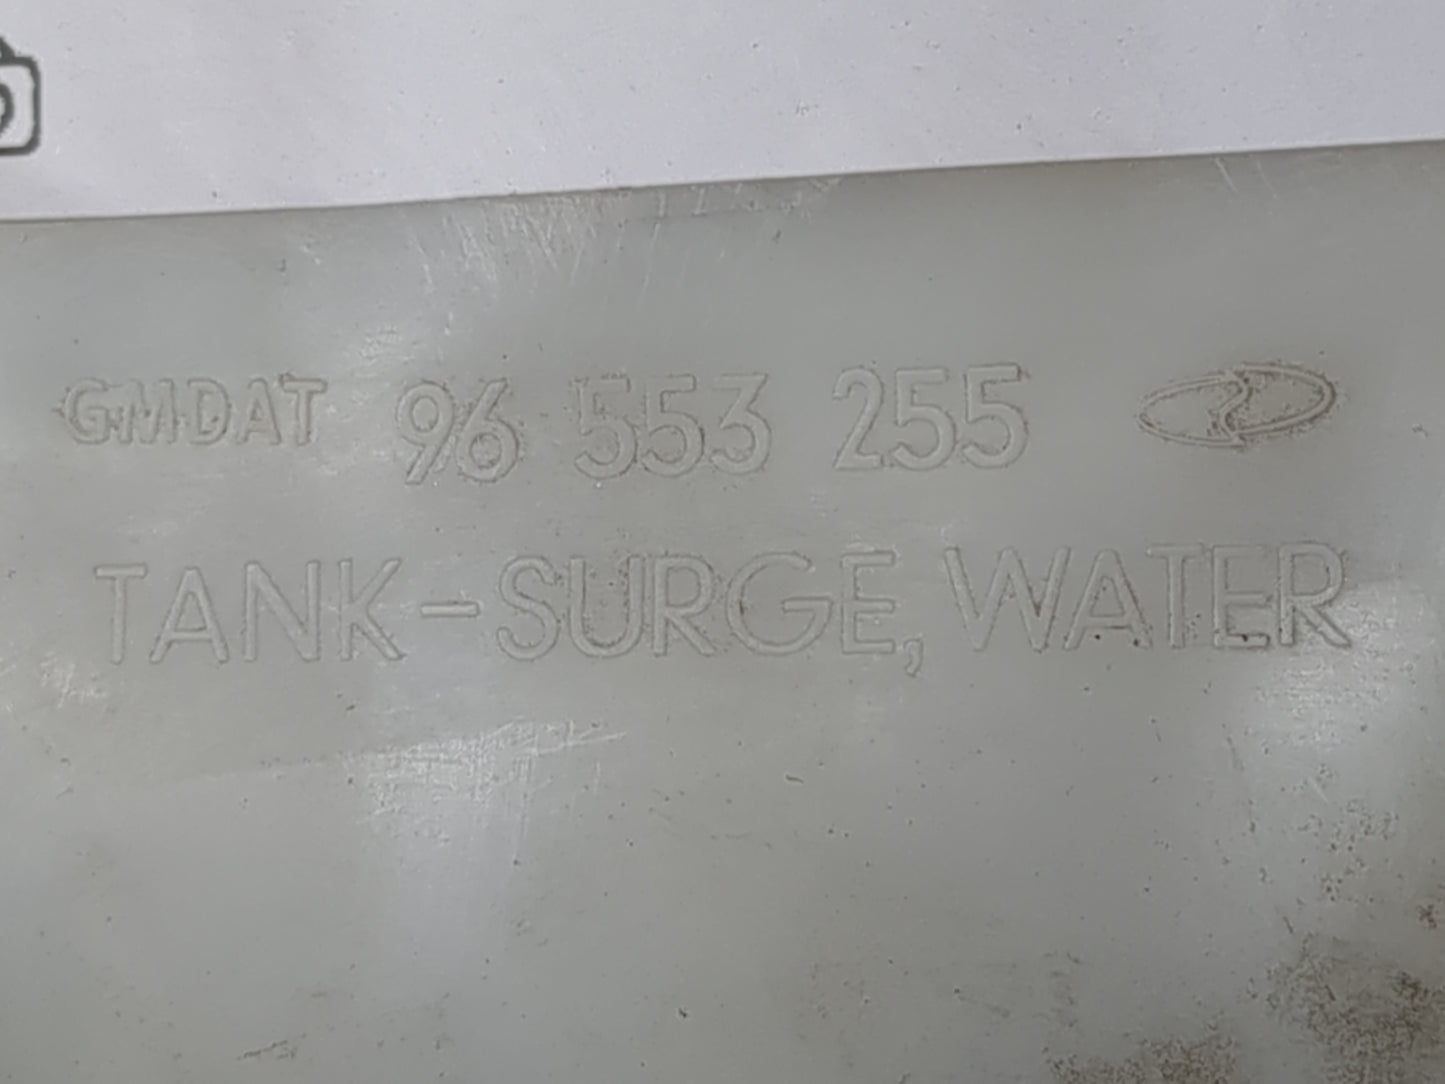 GMDAT 96 553 255
TANK-SURGE, WATER